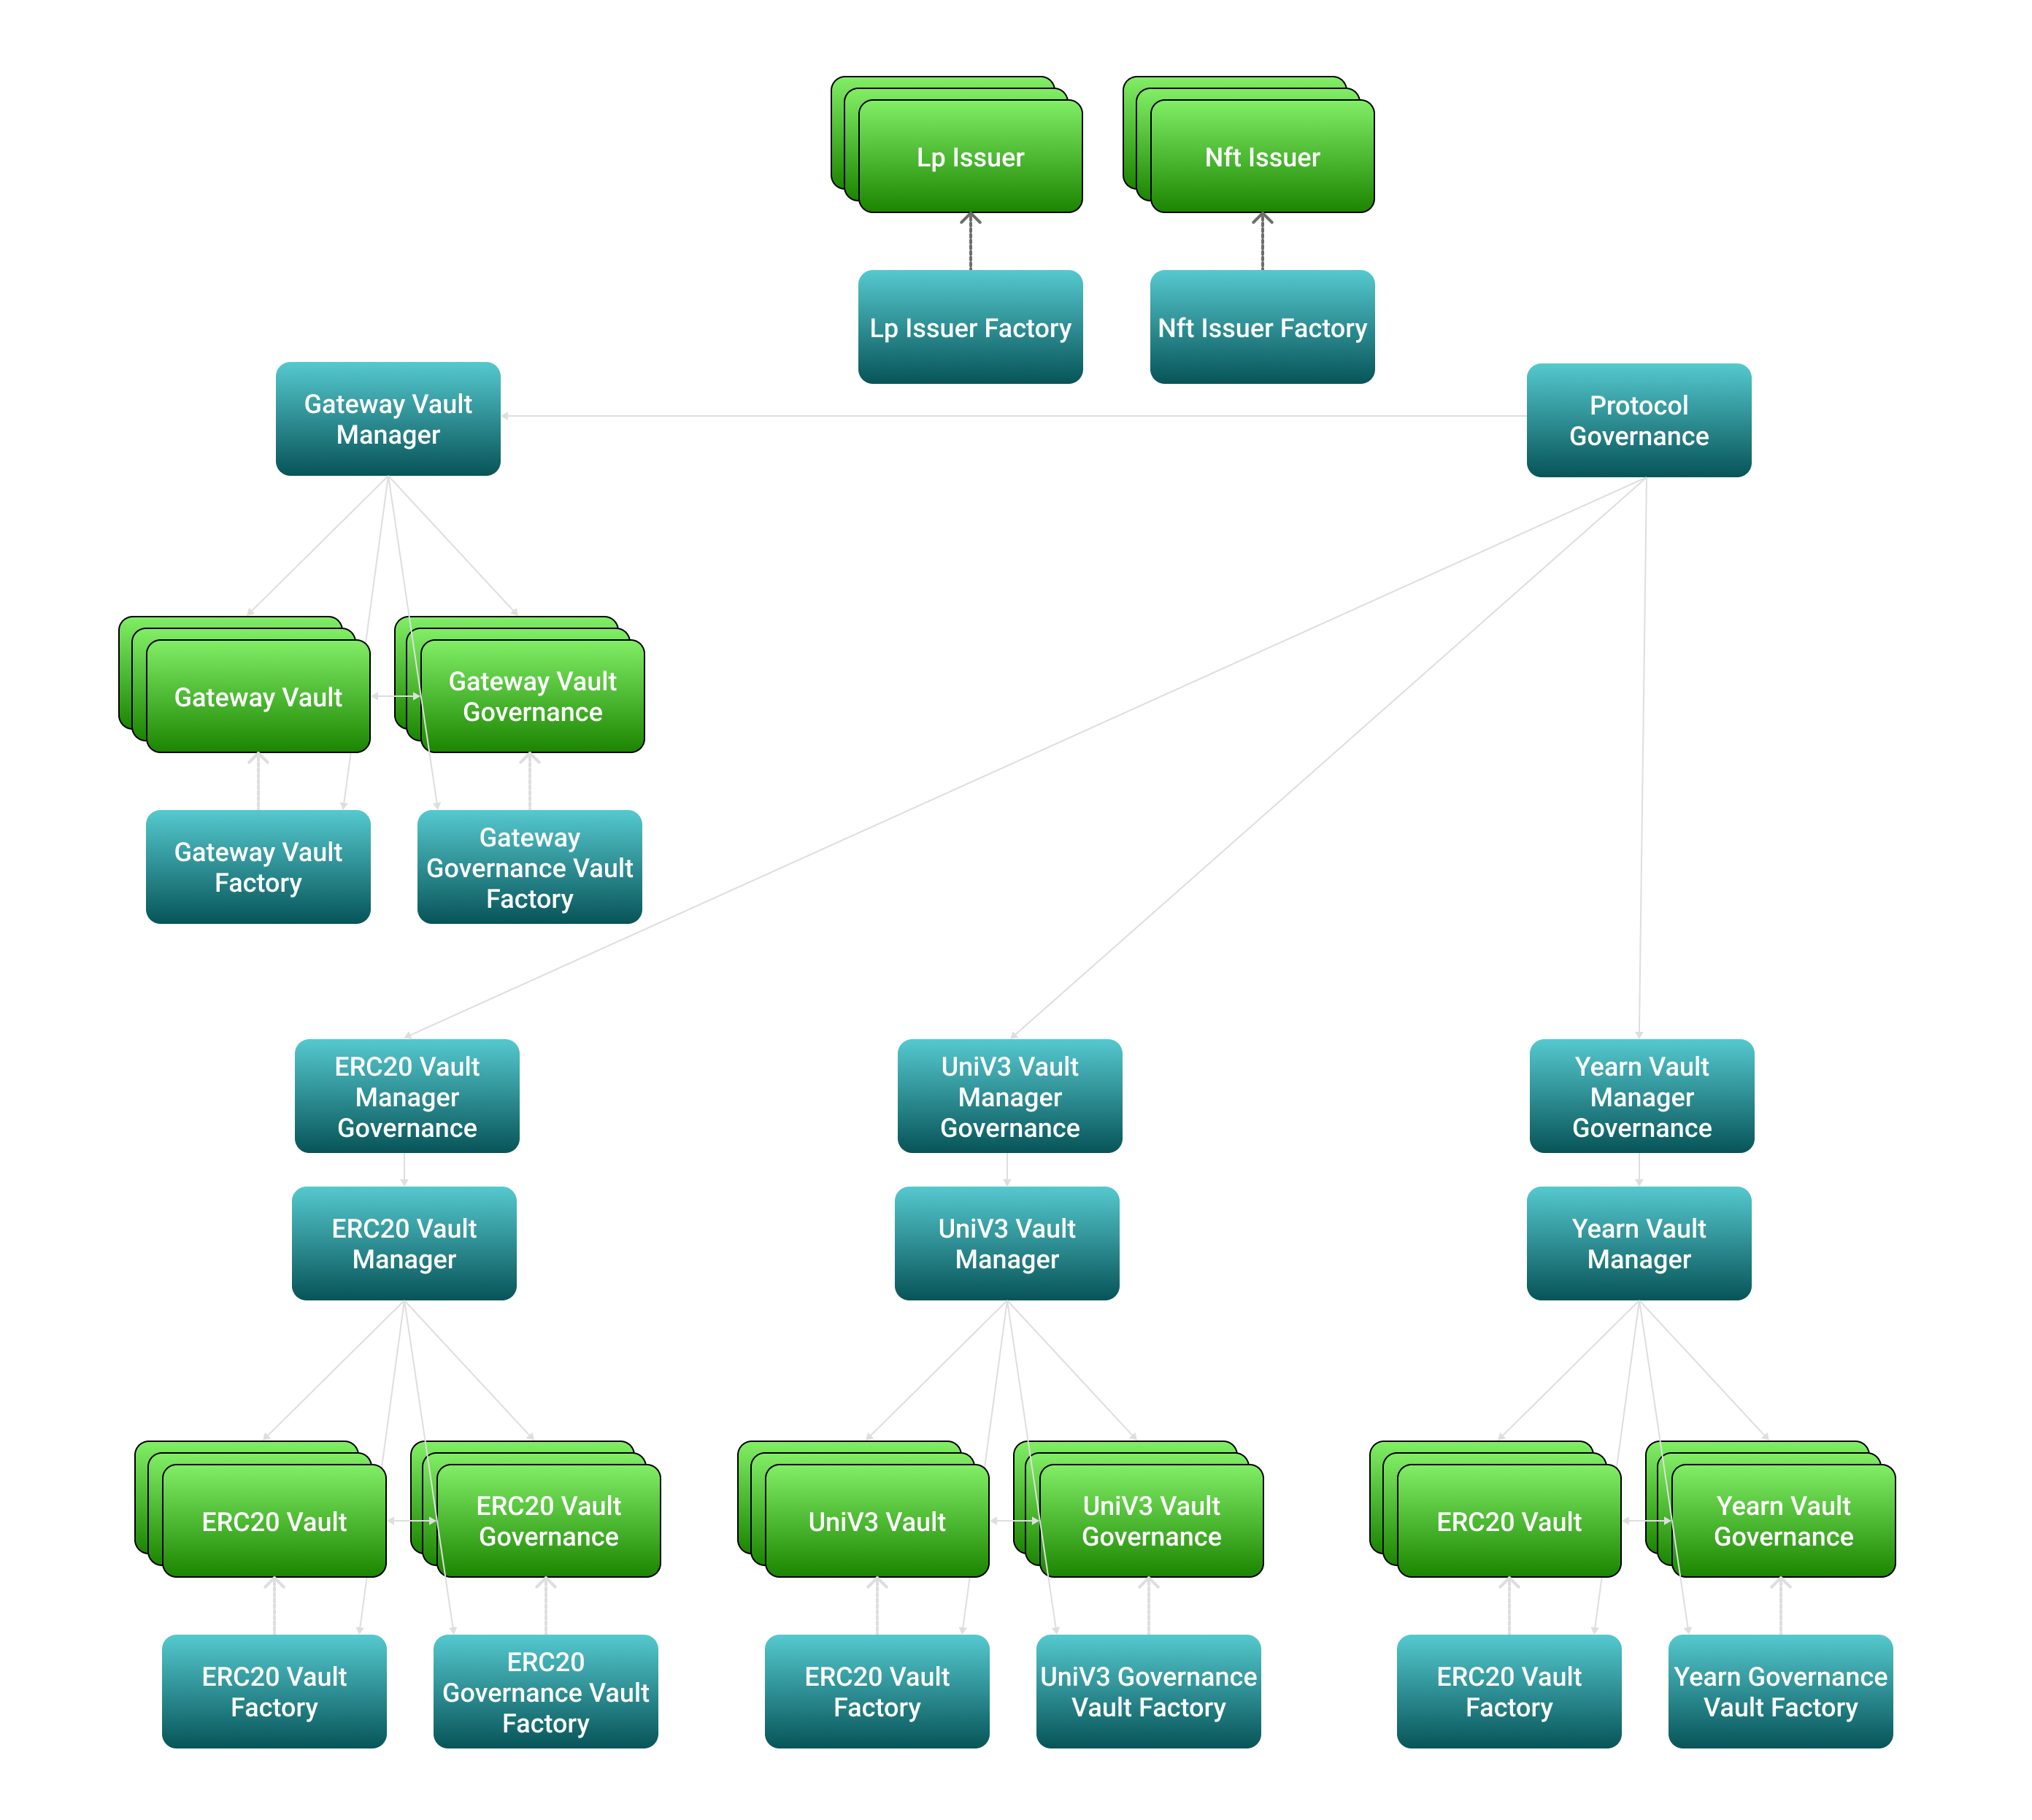 Lp Issuer
Nft Issuer
Lp Issuer Factory
Nft Issuer Factory
Gateway Vault
Manager
Protocol
Governance
Gateway Vault
Gateway Vault
Governance
Gateway Vault
Factory
Gateway
Governance Vault
Factory
ERC20 Vault
Manager
Governance
UniV3 Vault
Manager
Governance
Yearn Vault
Manager
Governance
ERC20 Vault
Manager
UniV3 Vault
Manager
Yearn Vault
Manager
ERC20 Vault
ERC20 Vault
Governance
UniV3 Vault
UniV3 Vault
Governance
ERC20 Vault
Yearn Vault
Governance
ERC20 Vault
Factory
ERC20
Governance Vault
Factory
ERC20 Vault
Factory
UniV3 Governance
Vault Factory
ERC20 Vault
Factory
Yearn Governance
Vault Factory